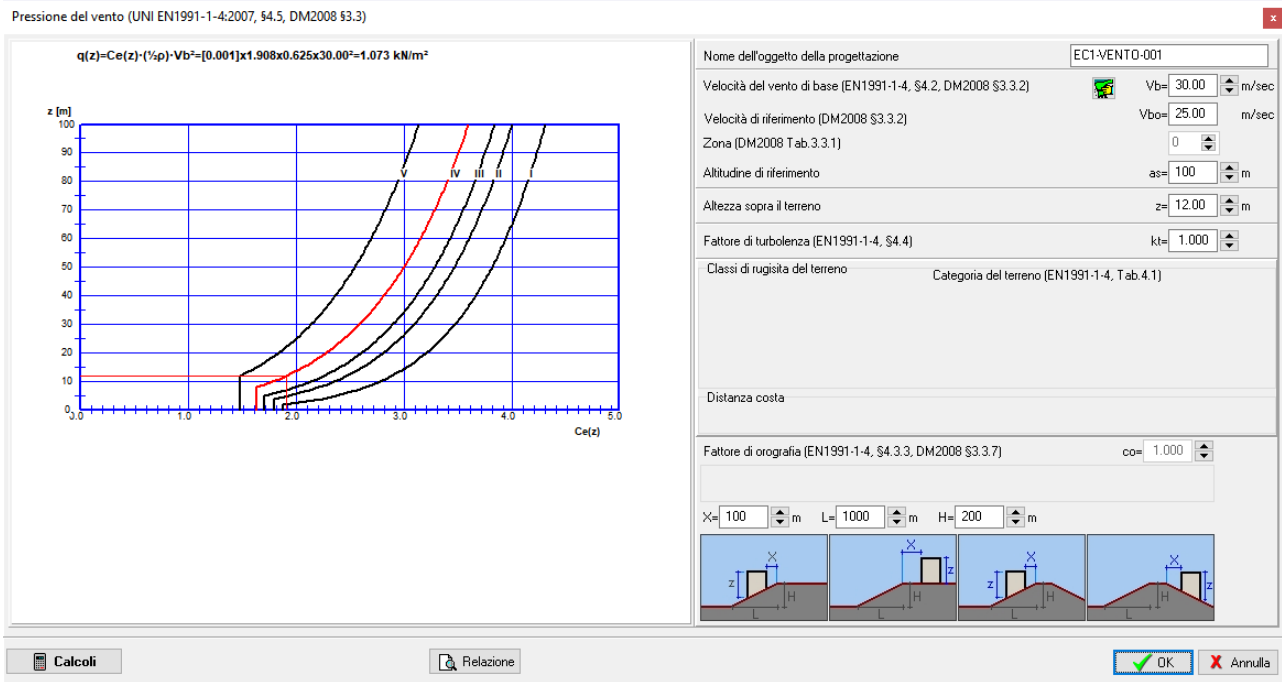 Pressione del vento (UNI EN1991-1-4:2007, §4.5, DM2008 §3.3)
x
q(z)=Ce(z)·(½ρ)·Vb²=[0.001]x1.908x0.625x30.00²=1.073 kN/m²
z [m]
100
90
80
70
60
50
40
30
20
10
0
V IV III II I
0.0 1.0 2.0 3.0 4.0 5.0
Ce(z)
Nome dell'oggetto della progettazione EC1-VENTO-001
Velocità del vento di base (EN1991-1-4, §4.2, DM2008 §3.3.2) Vb= 30.00 m/sec
Velocità di riferimento (DM2008 §3.3.2) Vbo= 25.00 m/sec
Zona (DM2008 Tab.3.3.1) 0
Altitudine di riferimento as= 100 m
Altezza sopra il terreno z= 12.00 m
Fattore di turbolenza (EN1991-1-4, §4.4) kt= 1.000
Classi di rugisita del terreno
Categoria del terreno (EN1991-1-4, Tab.4.1)
Distanza costa
Fattore di orografia (EN1991-1-4, §4.3.3, DM2008 §3.3.7) co= 1.000
X= 100 m L= 1000 m H= 200 m
X z H L
X z H L
X z H L
X z H L
Calcoli
Relazione
OK
X Annulla